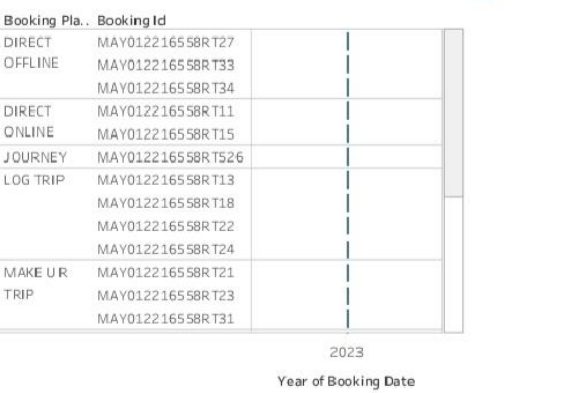 Booking Pla.. Booking Id
DIRECT OFFLINE MAY012216558RT27
MAY012216558RT33
MAY012216558RT34
DIRECT ONLINE MAY012216558RT11
MAY012216558RT15
JOURNEY MAY012216558RT526
LOG TRIP MAY012216558RT13
MAY012216558RT18
MAY012216558RT22
MAY012216558RT24
MAKE U R TRIP MAY012216558RT21
MAY012216558RT23
MAY012216558RT31
2023
Year of Booking Date